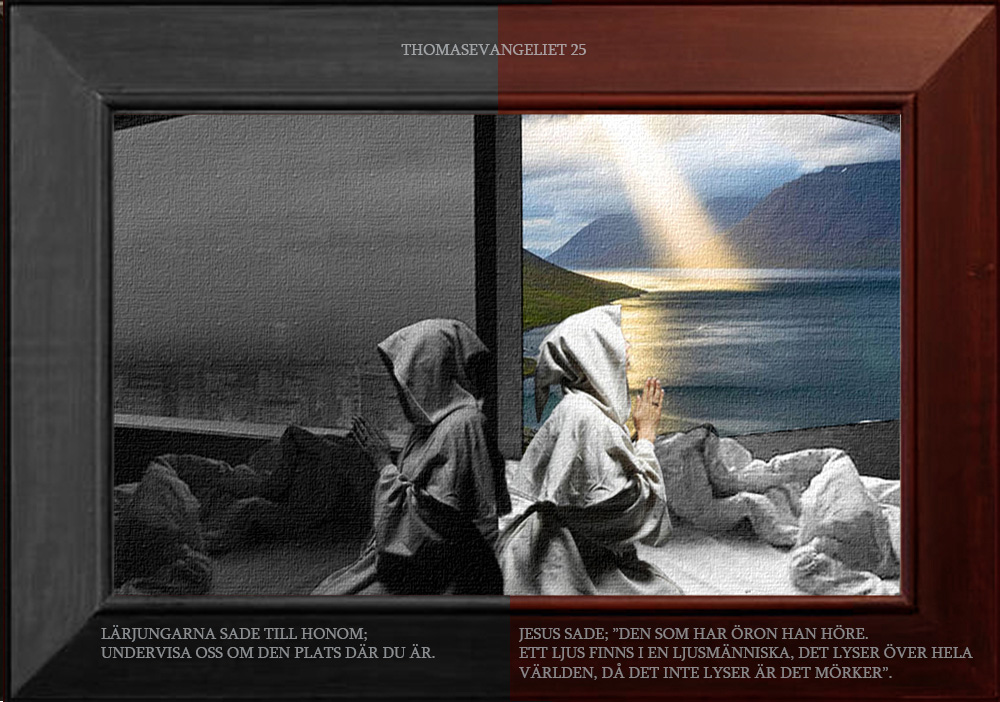 THOMASEVANGELIET 25
LÄRJUNGARNA SADE TILL HONOM;
UNDERVISA OSS OM DEN PLATS DÄR DU ÄR.
JESUS SADE; ”DEN SOM HAR ÖRON HAN HÖRE.
ETT LJUS FINNS I EN LJUSMÄNNISKA, DET LYSER ÖVER HELA
VÄRLDEN, DÅ DET INTE LYSER ÄR DET MÖRKER”.